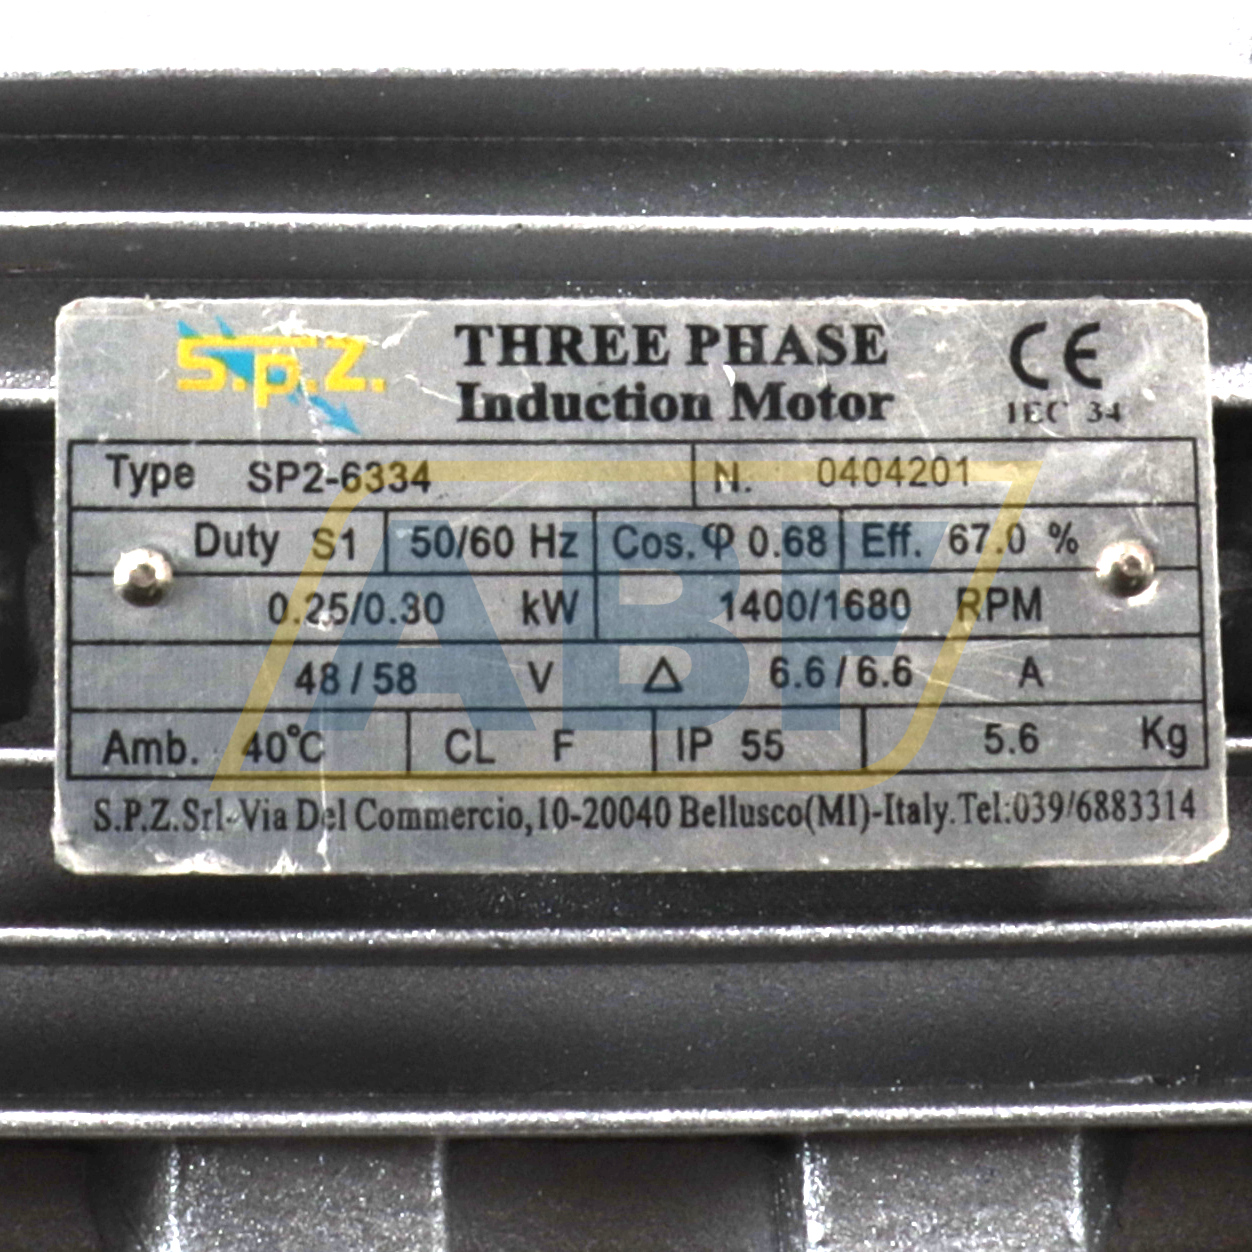 S.p.Z.
THREE PHASE
Induction Motor
CE
IEC 34
Type SP2-6334 N. 0404201
Duty S1 50/60 Hz Cos.φ 0.68 Eff. 67.0 %
0.25/0.30 kW 1400/1680 RPM
48/58 V Δ 6.6/6.6 A
Amb. 40°C CL F IP 55 5.6 Kg
S.P.Z.Srl-Via Del Commercio,10-20040 Bellusco(MI)-Italy.Tel:039/6883314
ABF